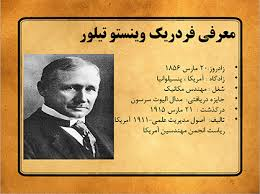 معرفی فردریک وینستو تیلور
زادروز: ۲۰ مارس ۱۸۵۶
زادگاه : آمریکا ، پنسیلوانیا
شغل : مهندس مکانیک
جایزه دریافتی: مدال الیوت کرسون
درگذشت : ۲۱ مارس ۱۹۱۵
تالیف: اصول مدیریت علمی-۱۹۱۱ آمریکا
ریاست انجمن مهندسین آمریکا